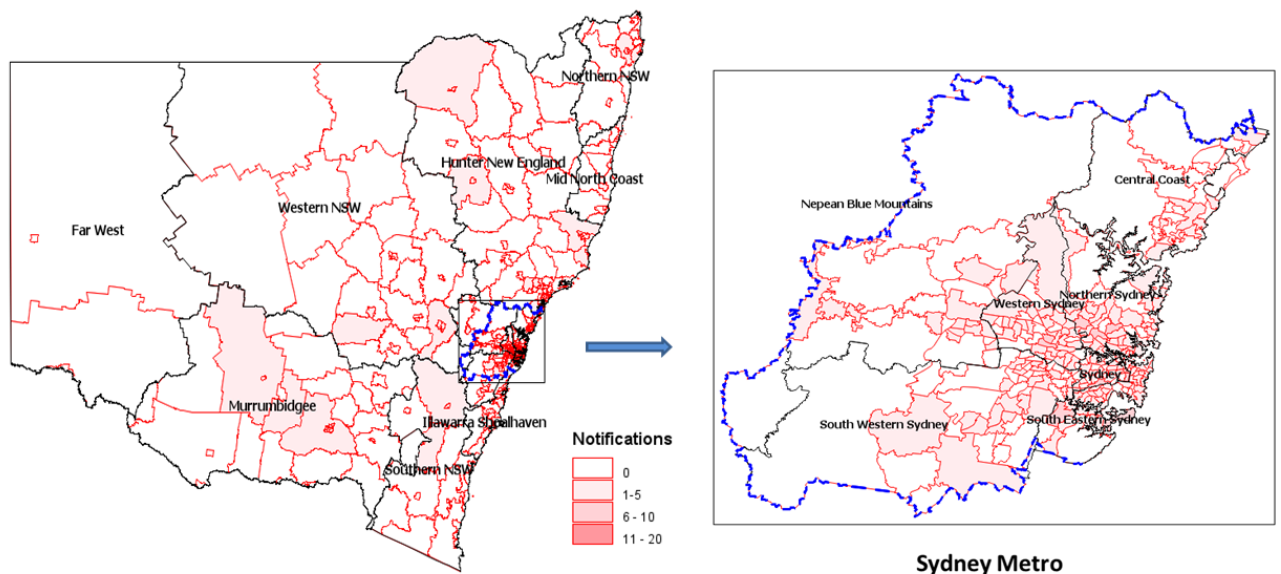 Northern NSW
Hunter New England
Mid North Coast
Western NSW
Far West
Murrumbidgee
Illawarra Shoalhaven
Southern NSW
Notifications
0
1-5
6 - 10
11 - 20
Central Coast
Nepean Blue Mountains
Western Sydney
Northern Sydney
Sydney
South Western Sydney
South Eastern Sydney
Sydney Metro